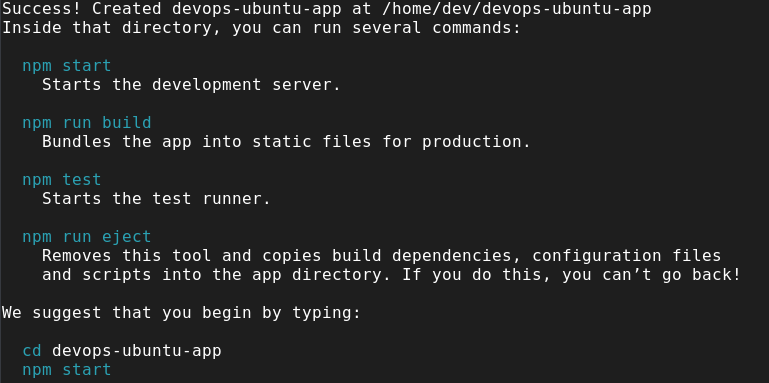 Success! Created devops-ubuntu-app at /home/dev/devops-ubuntu-app
Inside that directory, you can run several commands:

  npm start
    Starts the development server.

  npm run build
    Bundles the app into static files for production.

  npm test
    Starts the test runner.

  npm run eject
    Removes this tool and copies build dependencies, configuration files
    and scripts into the app directory. If you do this, you can’t go back!

We suggest that you begin by typing:

  cd devops-ubuntu-app
  npm start